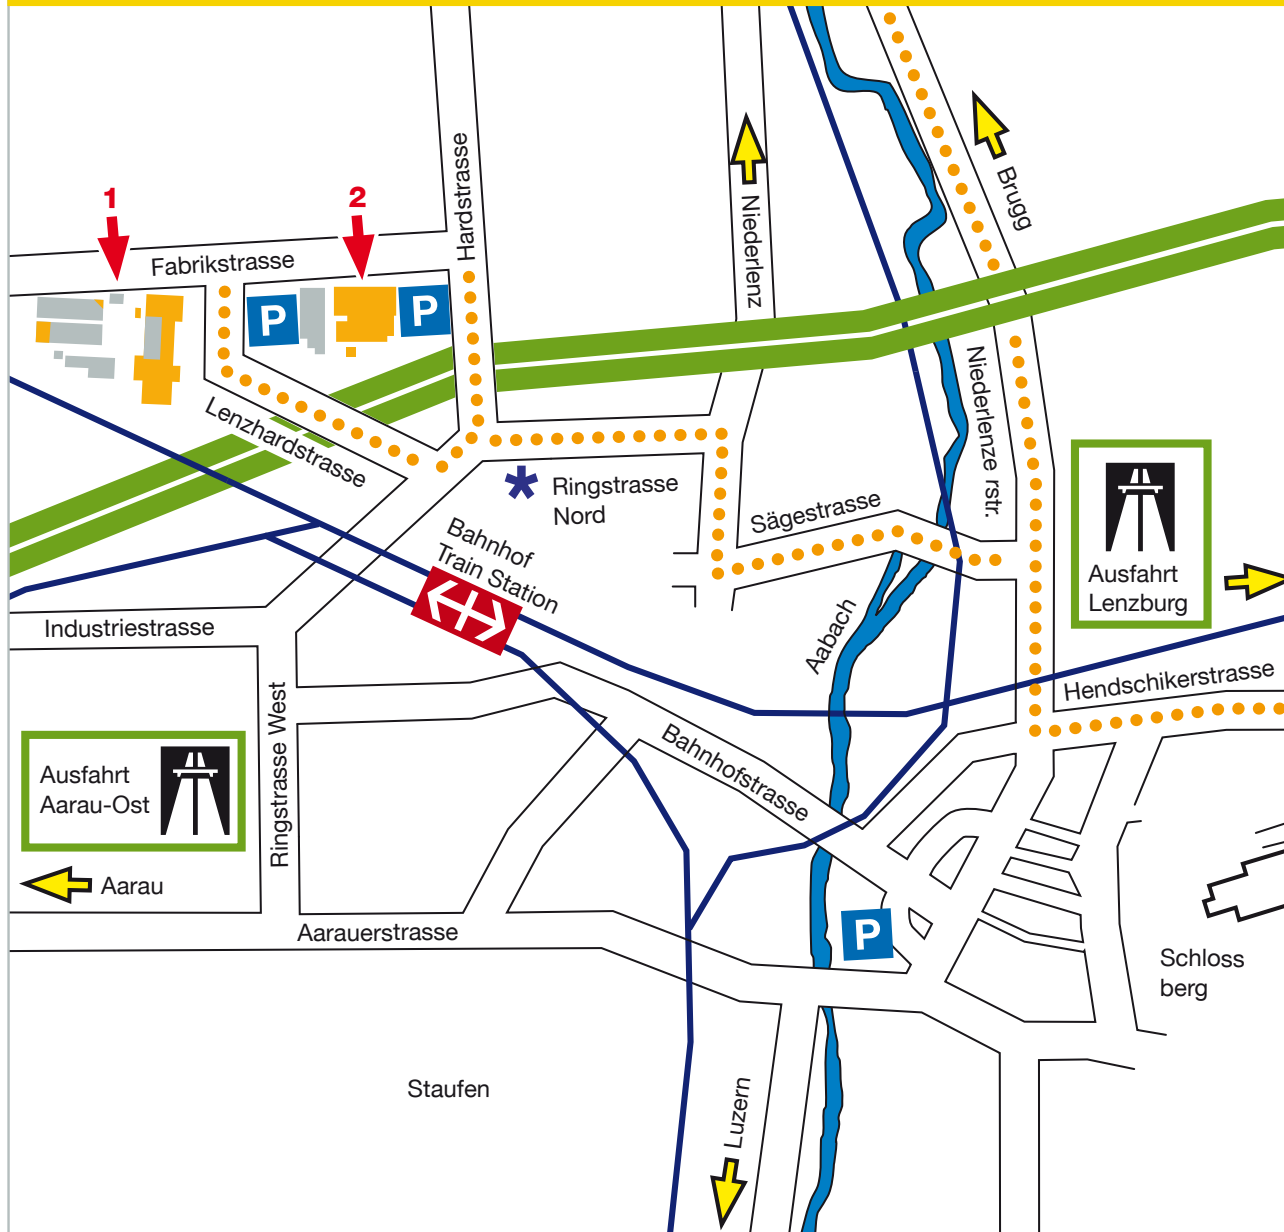 1
2
Hardstrasse
Brugg
Niederlenz
Fabrikstrasse
P
P
Niederlenze rstr.
Lenzhardstrasse
*
Ringstrasse
Nord
Sägestrasse
Bahnhof
Train Station
Ausfahrt
Lenzburg
Aabach
Industriestrasse
Hendschikerstrasse
Ringstrasse West
Bahnhofstrasse
Ausfahrt
Aarau-Ost
Aarau
Aarauerstrasse
P
Schloss
berg
Staufen
Luzern